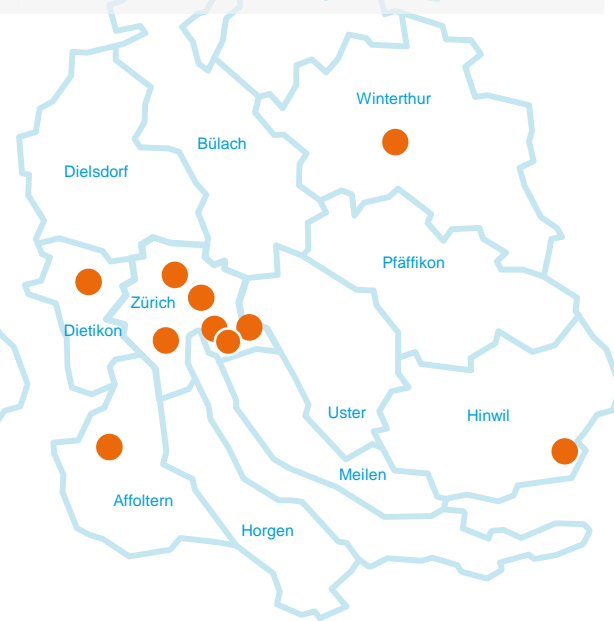 Winterthur
Bülach
Dielsdorf
Pfäffikon
Zürich
Dietikon
Uster
Hinwil
Meilen
Affoltern
Horgen